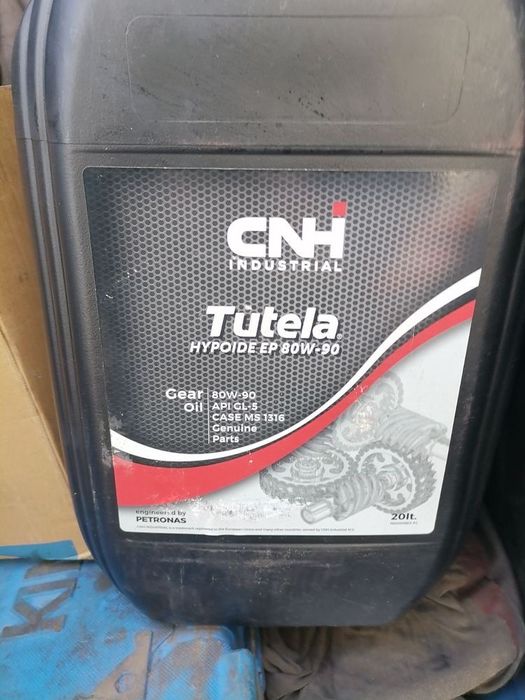 CNH
INDUSTRIAL
Tutela®
HYPOIDE EP 80W-90
Gear Oil
80W-90
API GL-5
CASE MS 1316
Genuine
Parts
engineered by
PETRONAS
20lt.